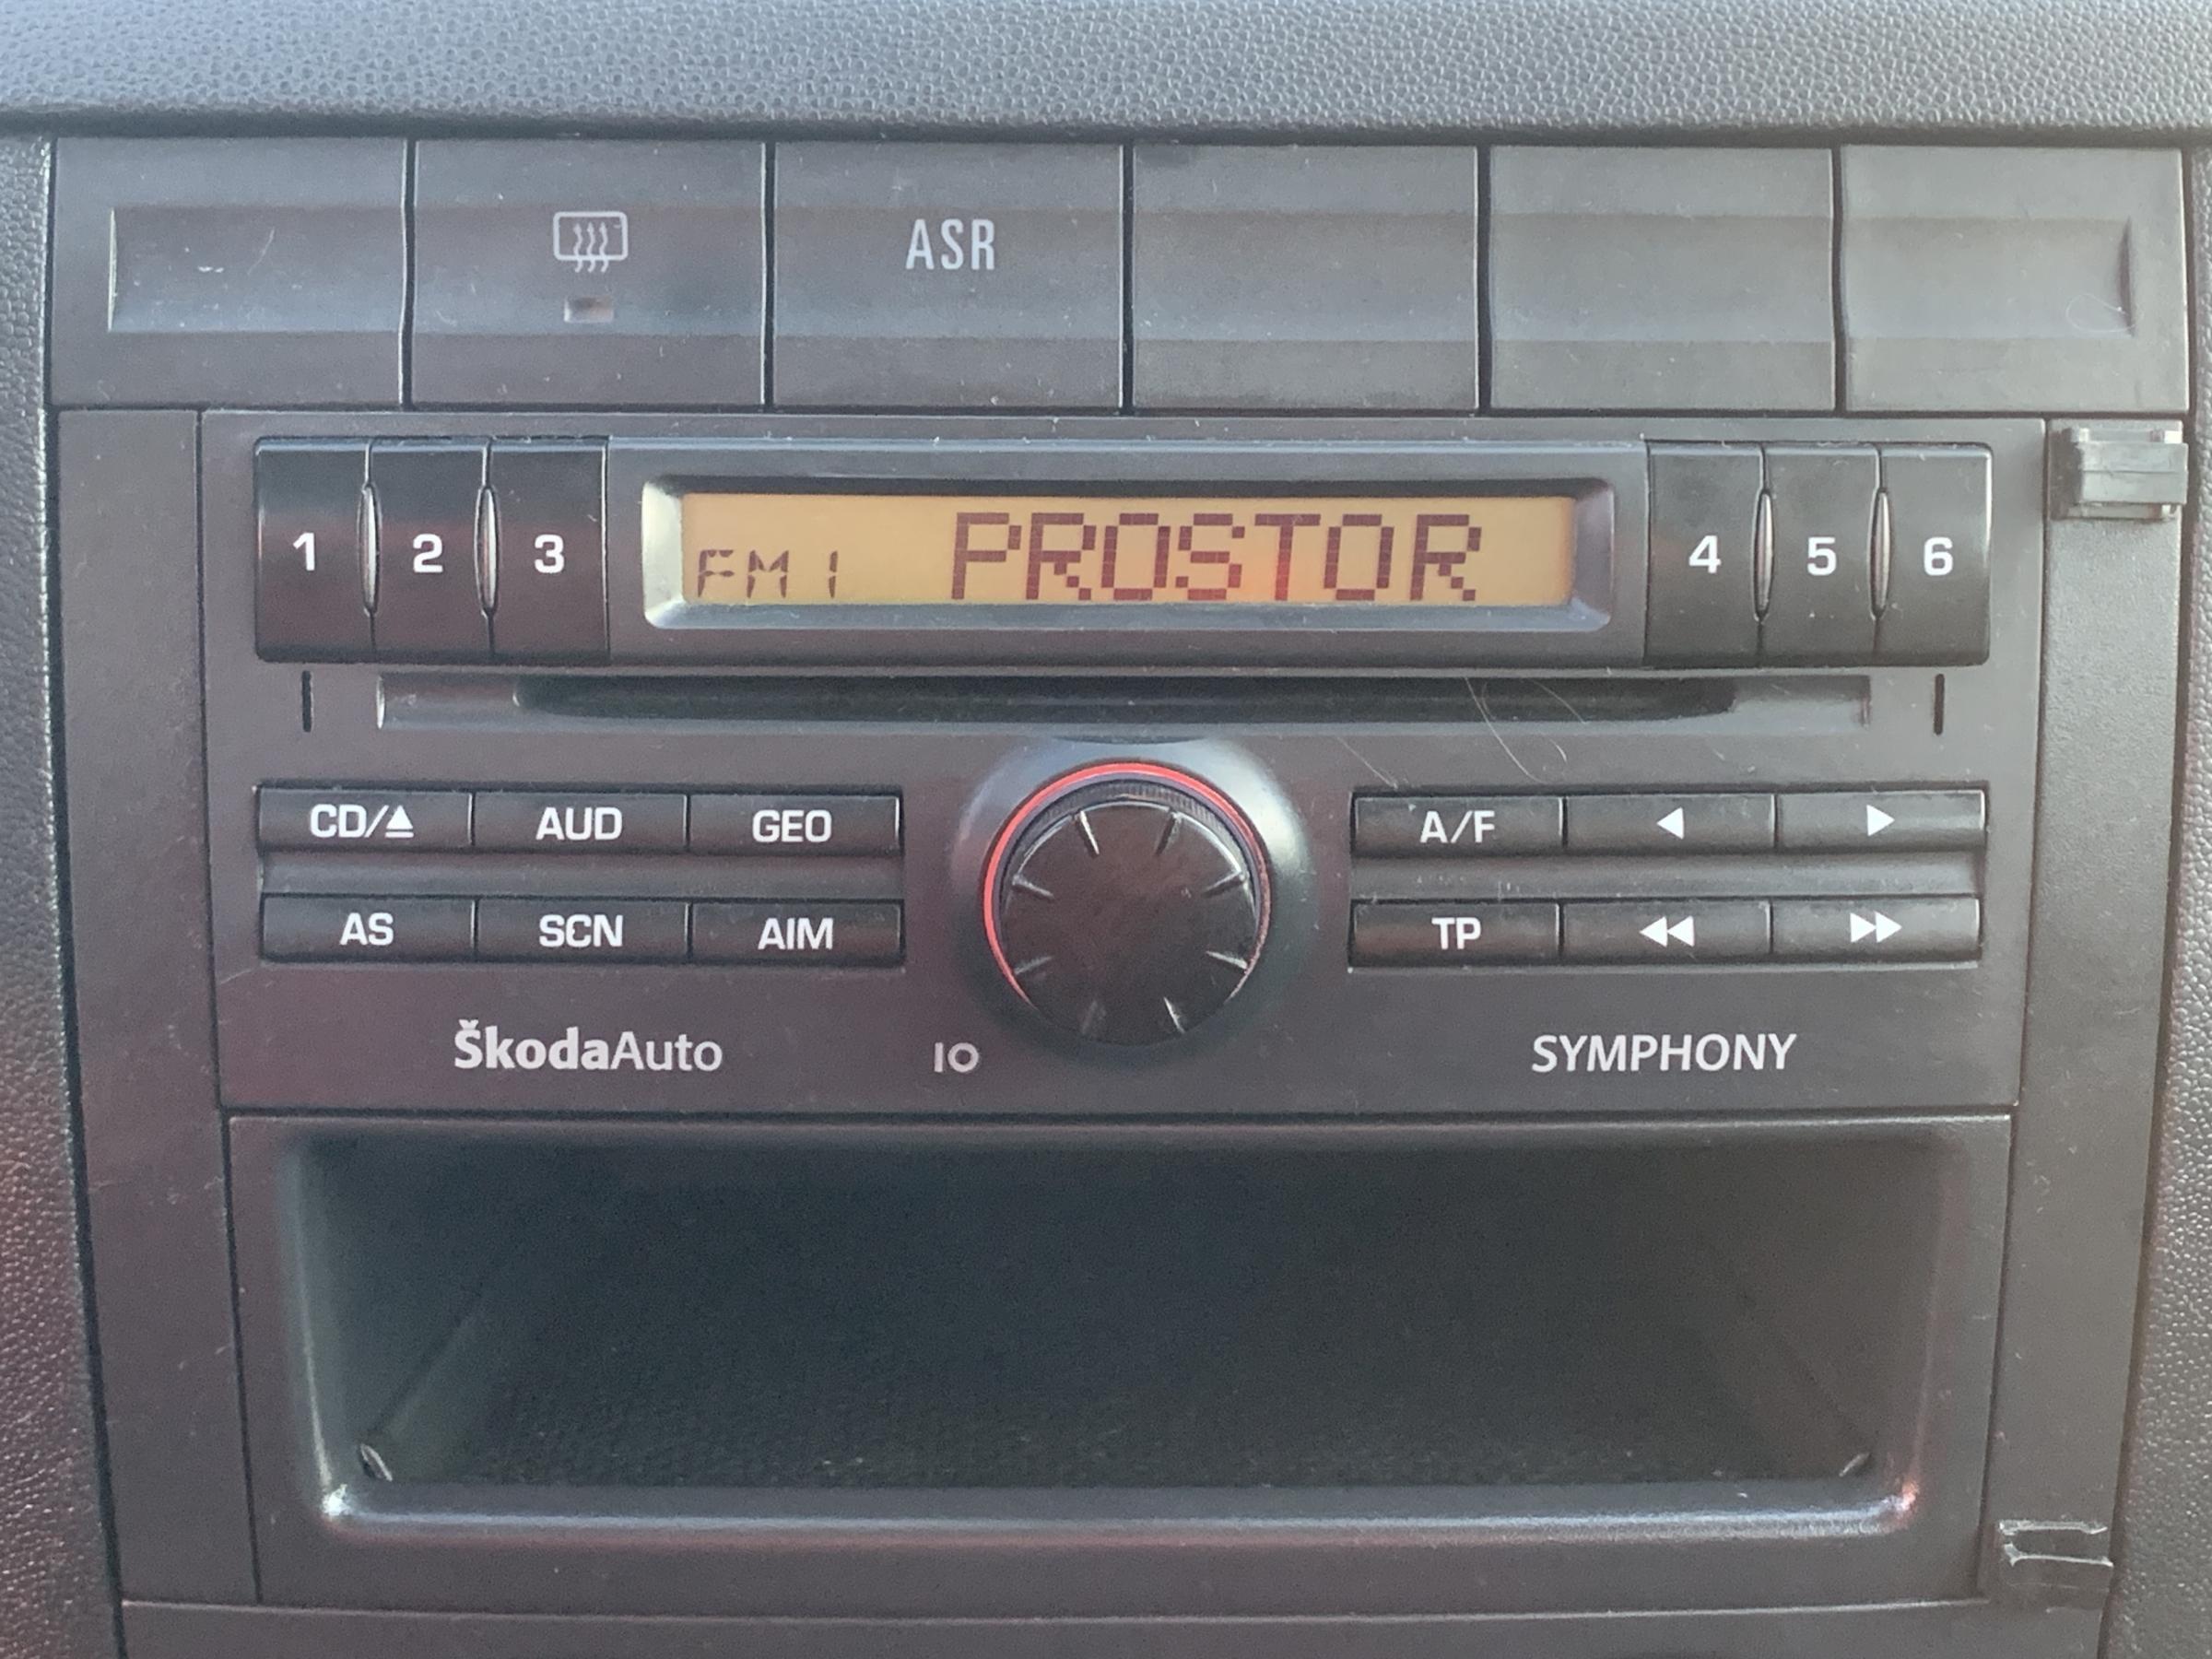 ASR
1 2 3
FM1 PROSTOR
4 5 6
CD/ AUD GEO
AS SCN AIM
A/F
TP
ŠkodaAuto
IO
SYMPHONY